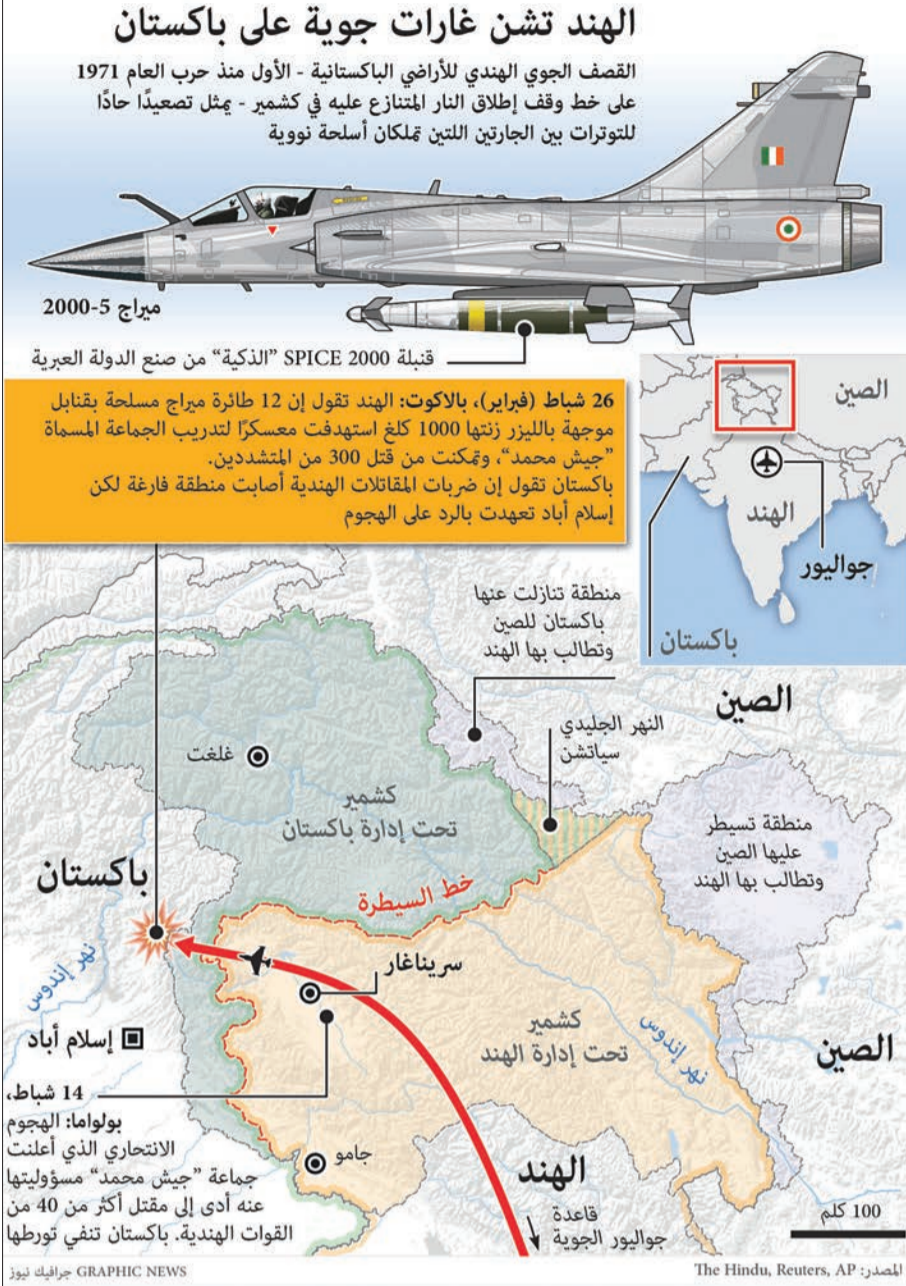 الهند تشن غارات جوية على باكستان
القصف الجوي الهندي للأراضي الباكستانية - الأول منذ حرب العام 1971
على خط وقف إطلاق النار المتنازع عليه في كشمير - يمثل تصعيدًا حادًا
للتوترات بين الجارتين اللتين تملكان أسلحة نووية
ميراج 5-2000
قنبلة SPICE 2000 "الذكية" من صنع الدولة العبرية
26 شباط (فبراير)، بالاكوت: الهند تقول إن 12 طائرة ميراج مسلحة بقنابل
موجهة بالليزر زنتها 1000 كلغ استهدفت معسكرًا لتدريب الجماعة المسماة
"جيش محمد"، وتمكنت من قتل 300 من المتشددين.
باكستان تقول إن ضربات المقاتلات الهندية أصابت منطقة فارغة لكن
إسلام أباد تعهدت بالرد على الهجوم
الصين
الهند
جواليور
باكستان
منطقة تنازلت عنها
باكستان للصين
وتطالب بها الهند
الصين
النهر الجليدي
سياتشن
غلغت
كشمير
تحت إدارة باكستان
منطقة تسيطر
عليها الصين
وتطالب بها الهند
باكستان
خط السيطرة
نهر إندوس
سريناغار
كشمير
تحت إدارة الهند
نهر إندوس
الصين
إسلام أباد
14 شباط،
بولواما: الهجوم
الانتحاري الذي أعلنت
جماعة "جيش محمد" مسؤوليتها
عنه أدى إلى مقتل أكثر من 40 من
القوات الهندية. باكستان تنفي تورطها
جامو
الهند
قاعدة
جواليور الجوية
100 كلم
المصدر: The Hindu, Reuters, AP
GRAPHIC NEWS جرافيك نيوز